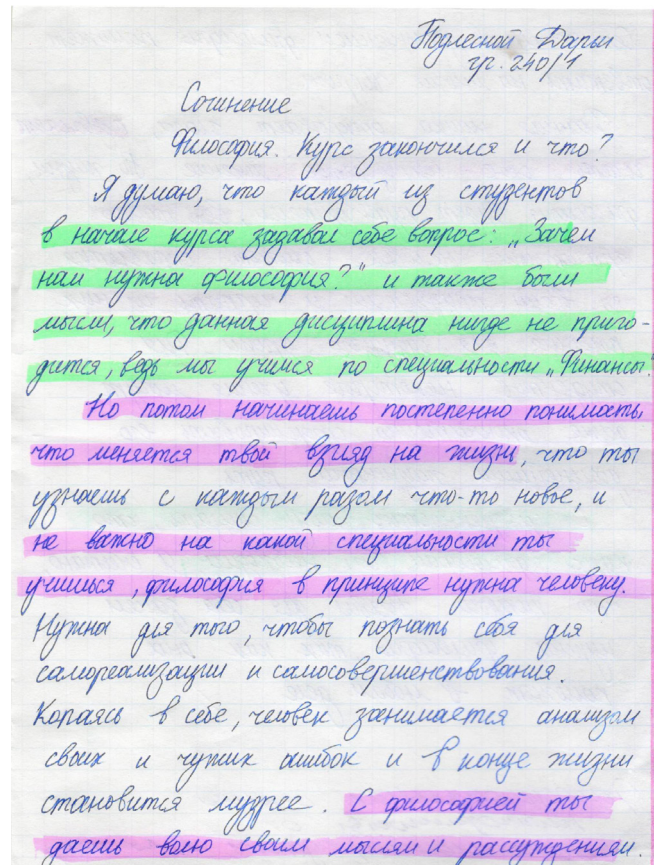 Подлесной Дарьи
гр. 240/1
Сочинение
Философия. Курс закончился и что?
Я думаю, что каждый из студентов
в начале курса задавал себе вопрос: „Зачем
нам нужна философия?" и также были
мысли, что данная дисциплина нигде не приго-
дится, ведь мы учимся по специальности „Финансы".
Но потом начинаешь постепенно понимать,
что меняется твой взгляд на жизнь, что ты
узнаешь с каждым разом что-то новое, и
не важно на какой специальности ты
учишься, философия в принципе нужна человеку.
Нужна для того, чтобы познать себя для
самореализации и самосовершенствования.
Копаясь в себе, человек занимается анализом
своих и чужих ошибок и в конце жизни
становится мудрее. С философией ты
даешь волю своим мыслям и рассуждениям.